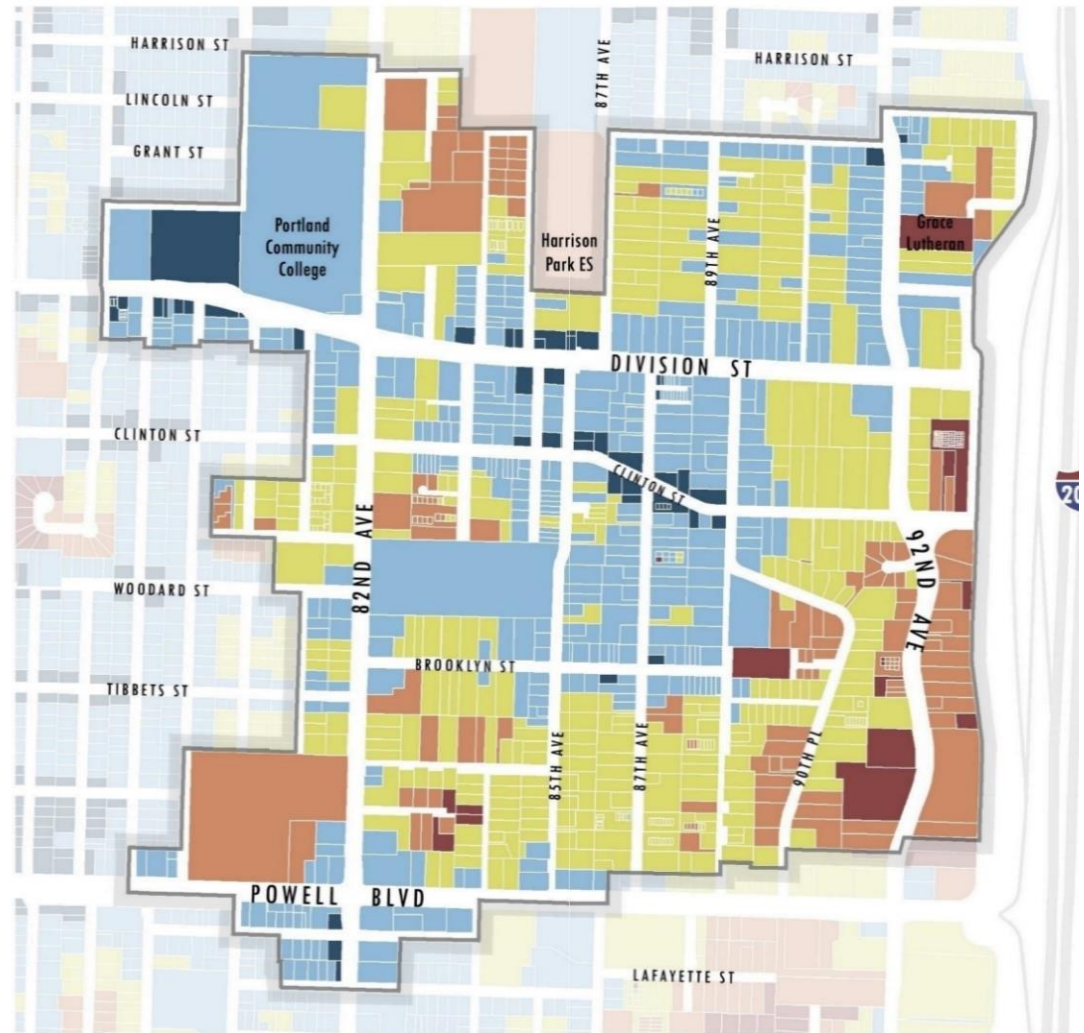 HARRISON ST
87TH AVE
HARRISON ST
LINCOLN ST
GRANT ST
Portland
Community
College
Harrison
Park ES
89TH AVE
Grace
Lutheran
DIVISION ST
CLINTON ST
CLINTON ST
20
82ND AVE
92ND AVE
WOODARD ST
BROOKLYN ST
TIBBETS ST
85TH AVE
87TH AVE
90TH PL
POWELL BLVD
LAFAYETTE ST